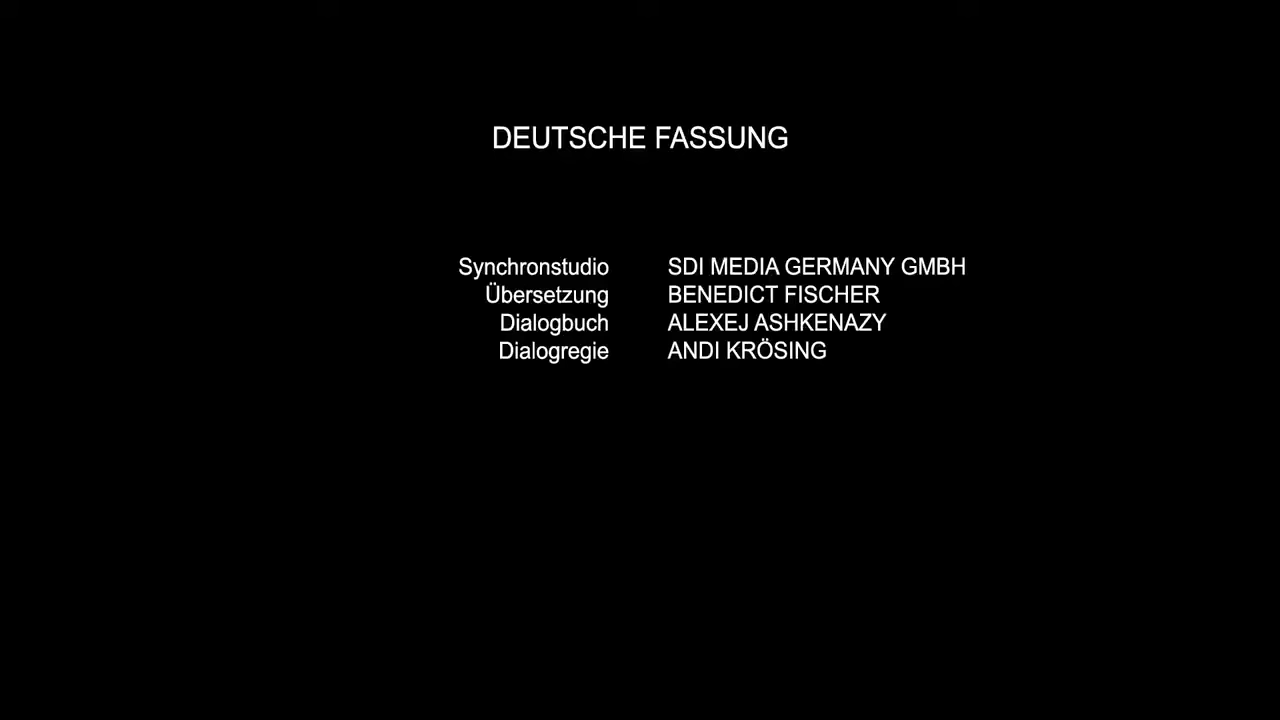 DEUTSCHE FASSUNG
Synchronstudio SDI MEDIA GERMANY GMBH
Übersetzung BENEDICT FISCHER
Dialogbuch ALEXEJ ASHKENAZY
Dialogregie ANDI KRÖSING